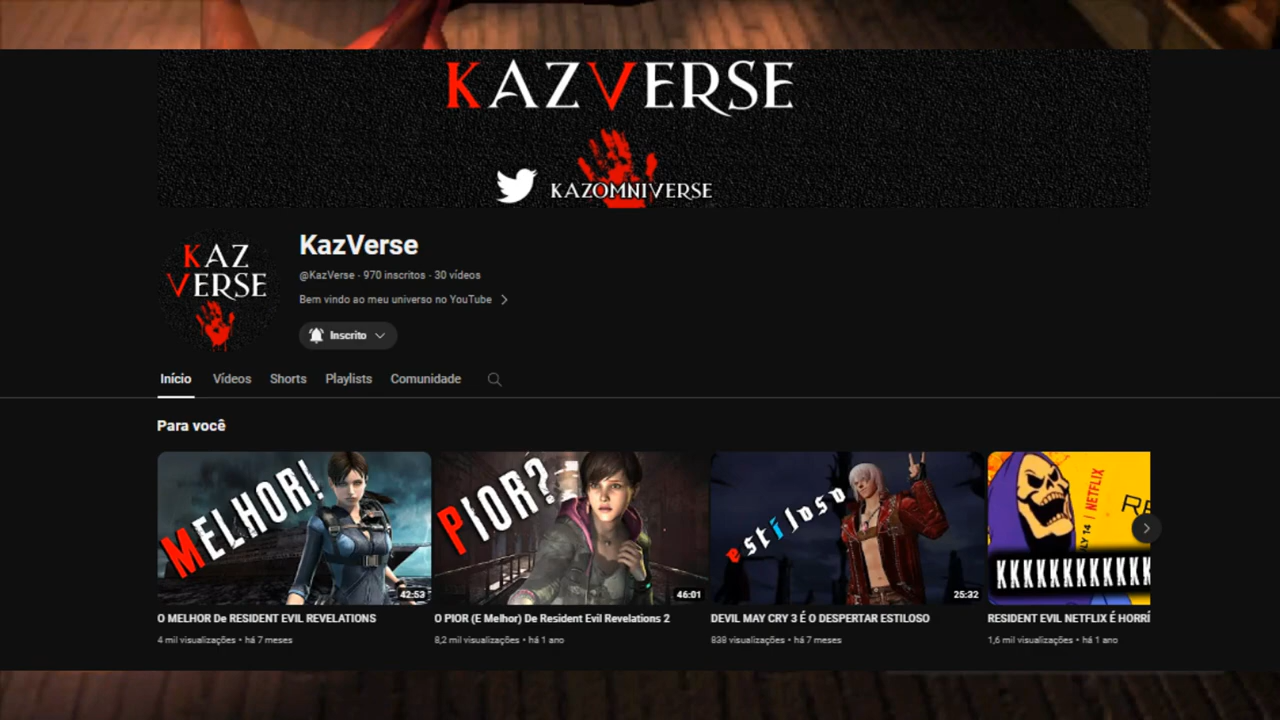 KAZVERSE
KAZOMNIVERSE
KAZ
VERSE
KazVerse
@KazVerse · 970 inscritos · 30 vídeos
Bem vindo ao meu universo no YouTube
Inscrito
Início Vídeos Shorts Playlists Comunidade
Para você
MELHOR!
42:53
PIOR?
46:01
estiloso
25:32
LY 14 | NETFLIX
RE
KKKKKKKKKKK
O MELHOR De RESIDENT EVIL REVELATIONS
4 mil visualizações • há 7 meses
O PIOR (E Melhor) De Resident Evil Revelations 2
8,2 mil visualizações • há 1 ano
DEVIL MAY CRY 3 É O DESPERTAR ESTILOSO
838 visualizações • há 7 meses
RESIDENT EVIL NETFLIX É HORRÍ
1,6 mil visualizações • há 1 ano